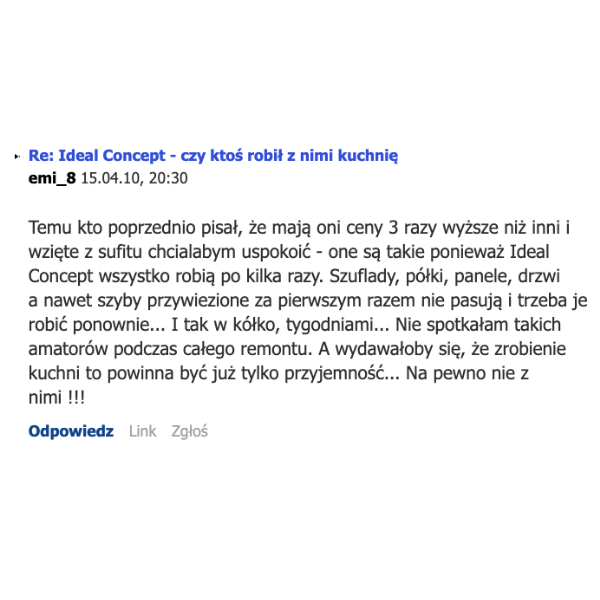 Re: Ideal Concept - czy ktoś robił z nimi kuchnię
emi_8 15.04.10, 20:30
Temu kto poprzednio pisał, że mają oni ceny 3 razy wyższe niż inni i
wzięte z sufitu chcialabym uspokoić - one są takie ponieważ Ideal
Concept wszystko robią po kilka razy. Szuflady, półki, panele, drzwi
a nawet szyby przywiezione za pierwszym razem nie pasują i trzeba je
robić ponownie... I tak w kółko, tygodniami... Nie spotkałam takich
amatorów podczas całego remontu. A wydawałoby się, że zrobienie
kuchni to powinna być już tylko przyjemność... Na pewno nie z
nimi !!!
Odpowiedz Link Zgłoś